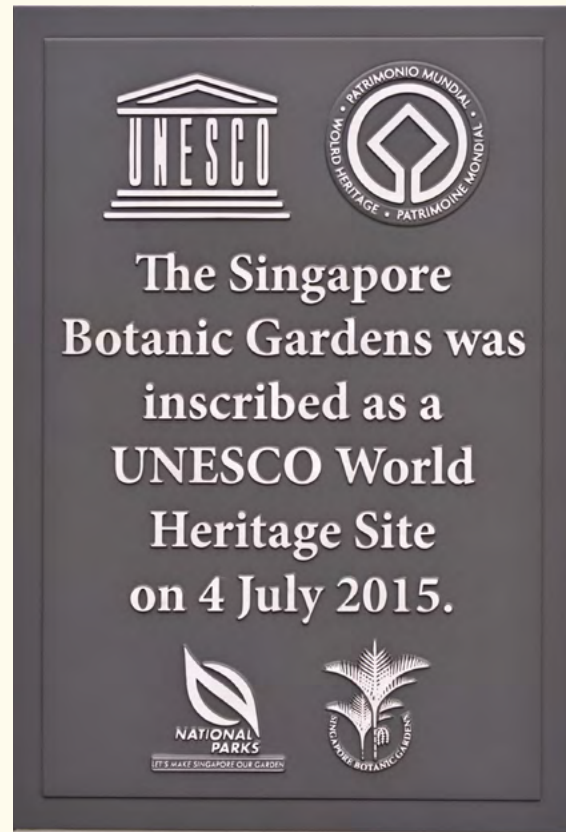 UNESCO
PATRIMONIO MUNDIAL • WOLRD HERITAGE • PATRIMOINE MONDIAL •
The Singapore
Botanic Gardens was
inscribed as a
UNESCO World
Heritage Site
on 4 July 2015.
NATIONAL
PARKS
LET'S MAKE SINGAPORE OUR GARDEN
SINGAPORE BOTANIC GARDENS